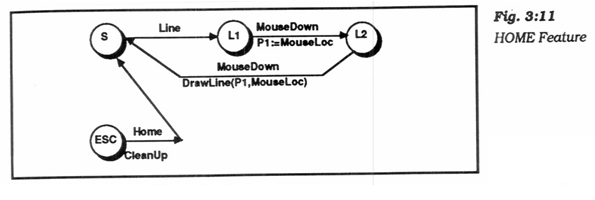 Fig. 3:11
HOME Feature
Line
MouseDown
S
L1
P1:=MouseLoc
L2
MouseDown
DrawLine(P1,MouseLoc)
Home
ESC
CleanUp